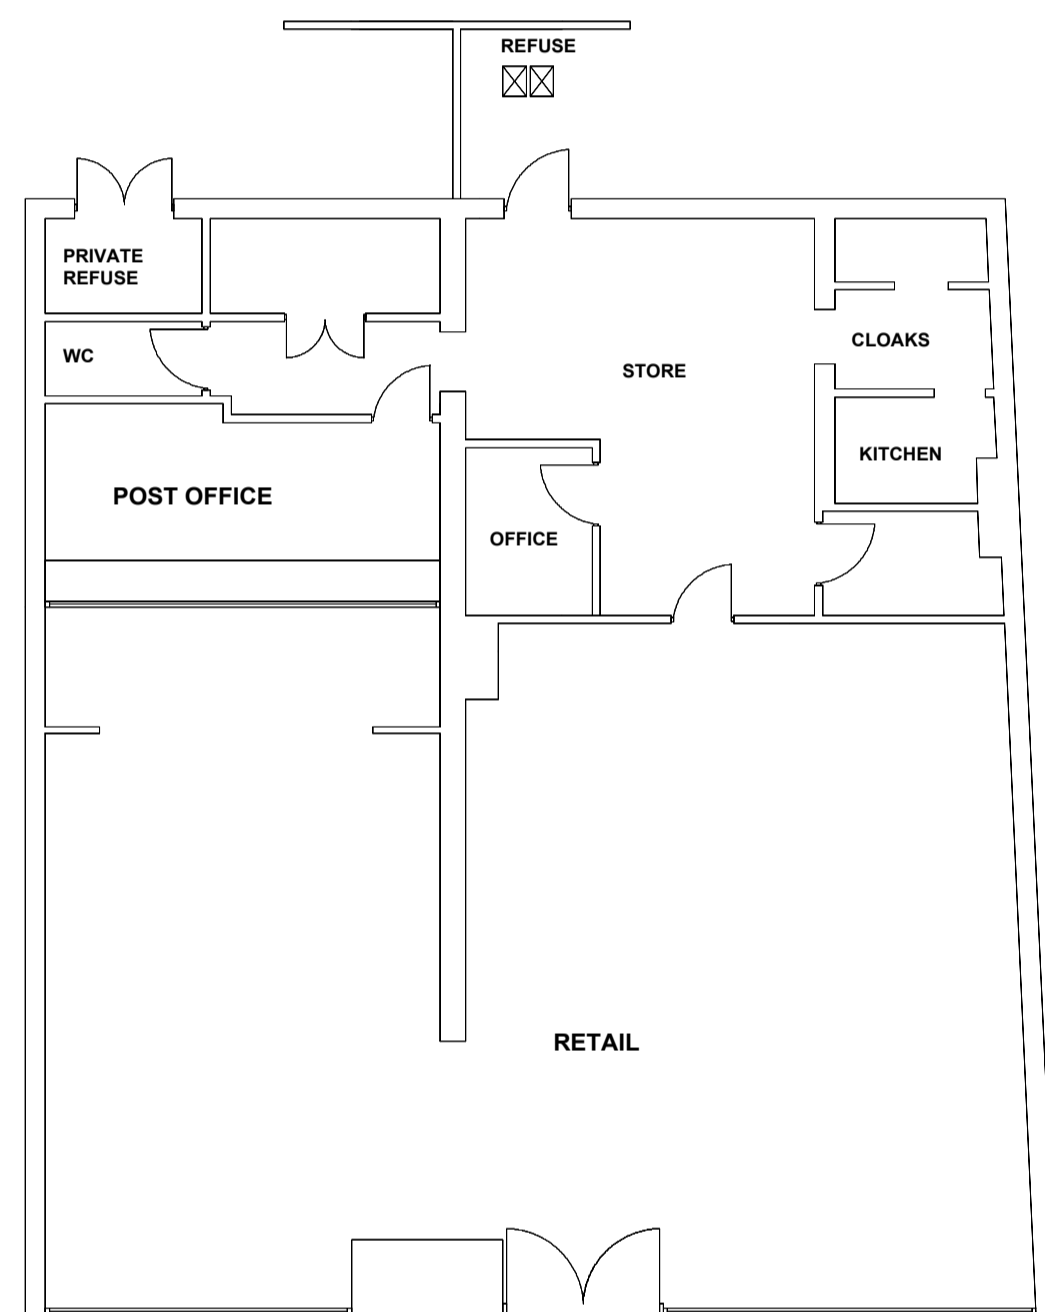 REFUSE
PRIVATE
REFUSE
WC
STORE
CLOAKS
KITCHEN
POST OFFICE
OFFICE
RETAIL